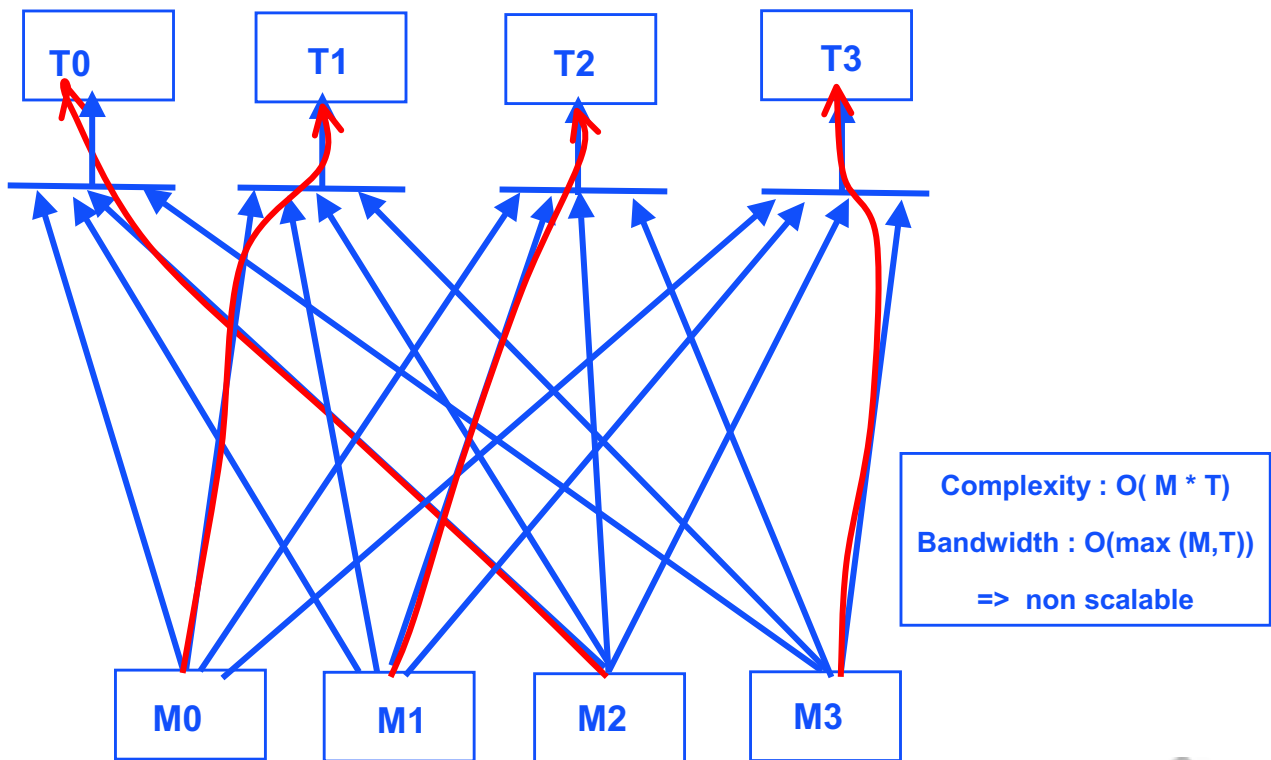 T0
T1
T2
T3
Complexity : O( M * T)
Bandwidth : O(max (M,T))
=> non scalable
M0
M1
M2
M3